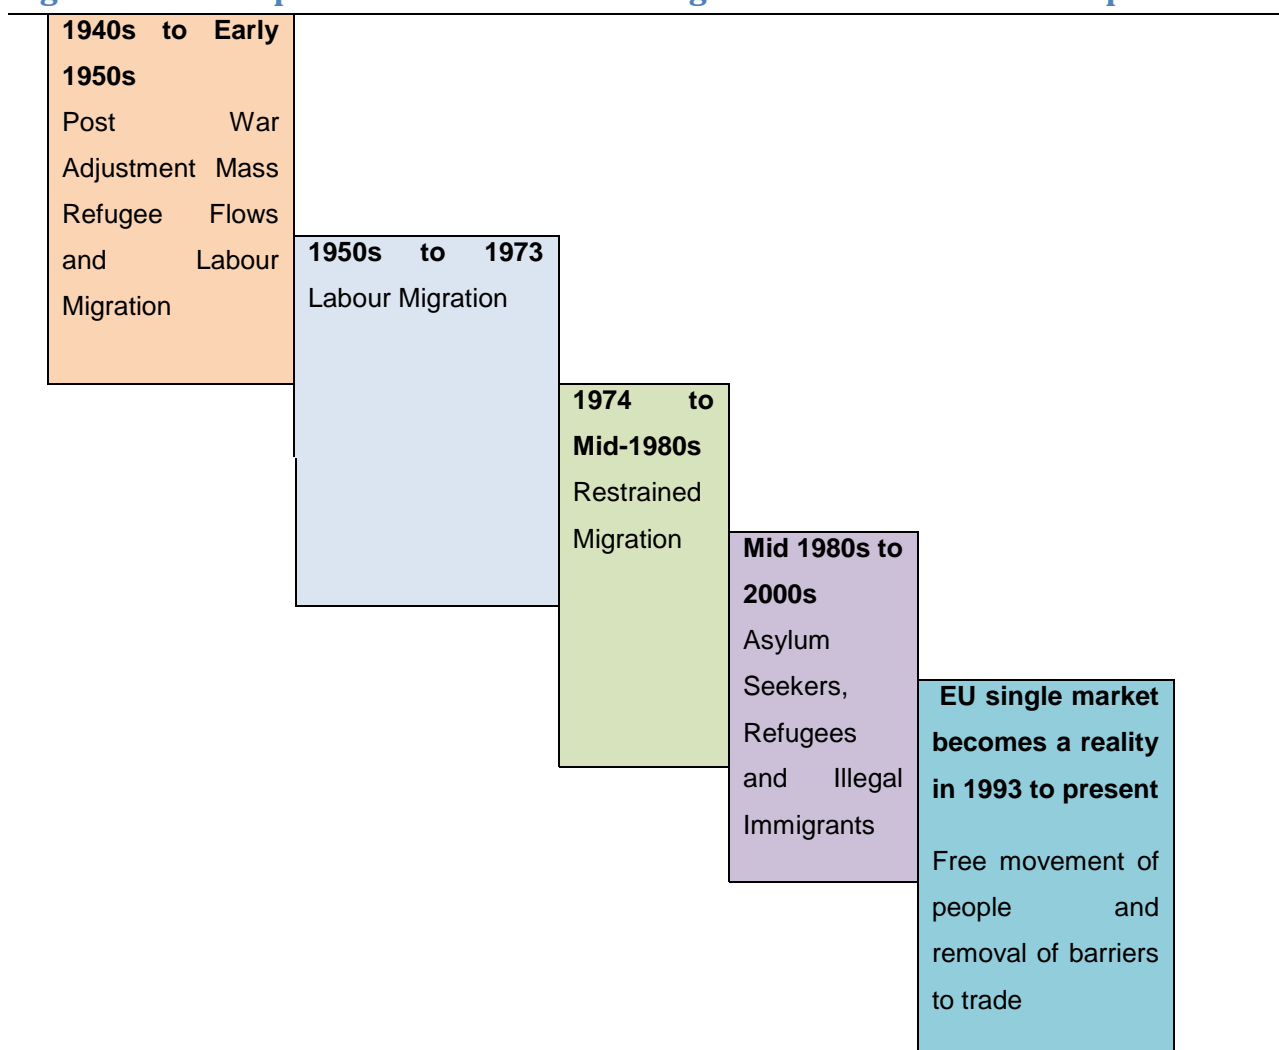 1940s to Early
1950s
Post War
Adjustment Mass
Refugee Flows
and Labour
Migration
1950s to 1973
Labour Migration
1974 to
Mid-1980s
Restrained
Migration
Mid 1980s to
2000s
Asylum
Seekers,
Refugees
and Illegal
Immigrants
EU single market
becomes a reality
in 1993 to present
Free movement of
people and
removal of barriers
to trade